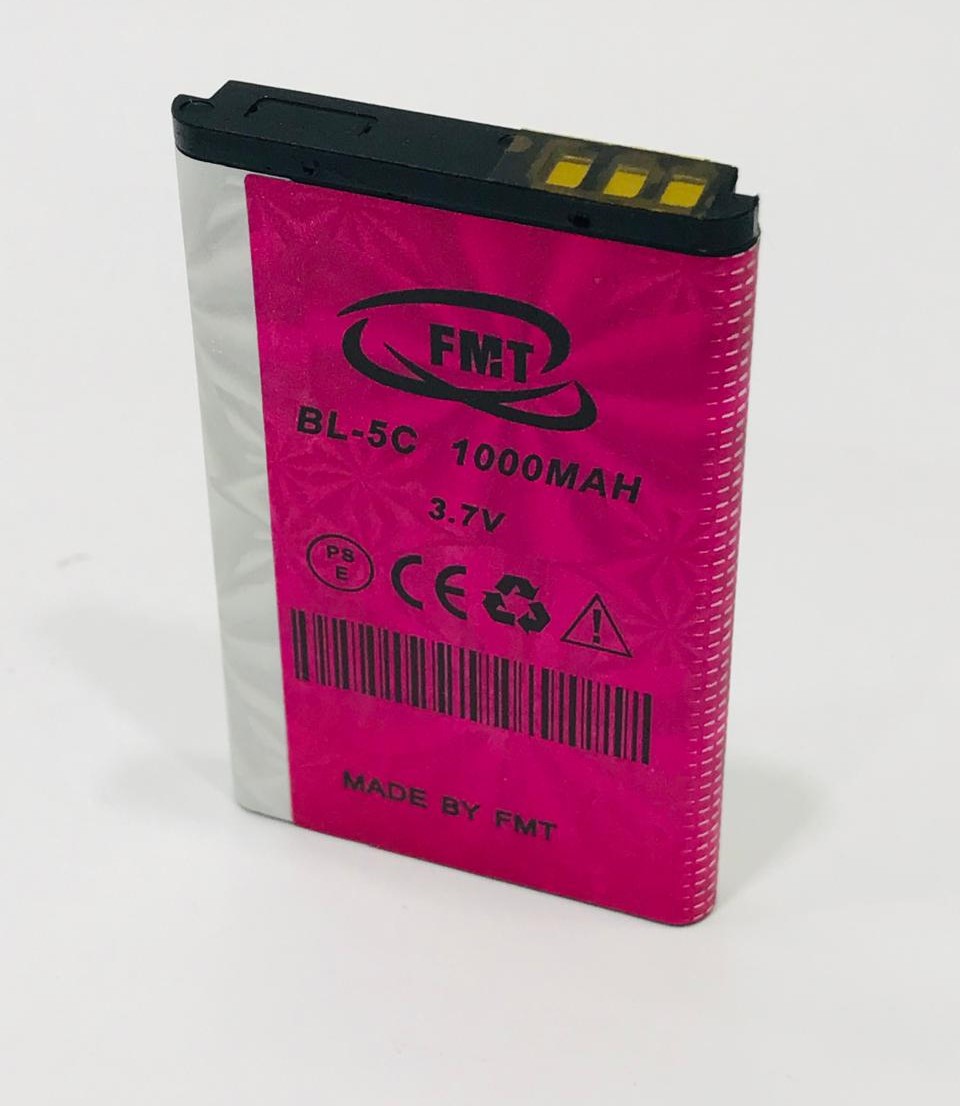 FMT
BL-5C 1000MAH
3.7V
PS
E
CE
MADE BY FMT